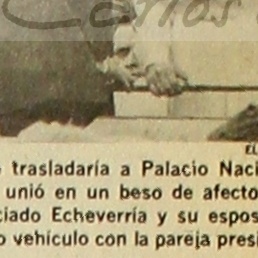 Carlos
EL
trasladaría a Palacio Naci
unió en un beso de afecto
ciado Echeverría y su espos
o vehículo con la pareja presi